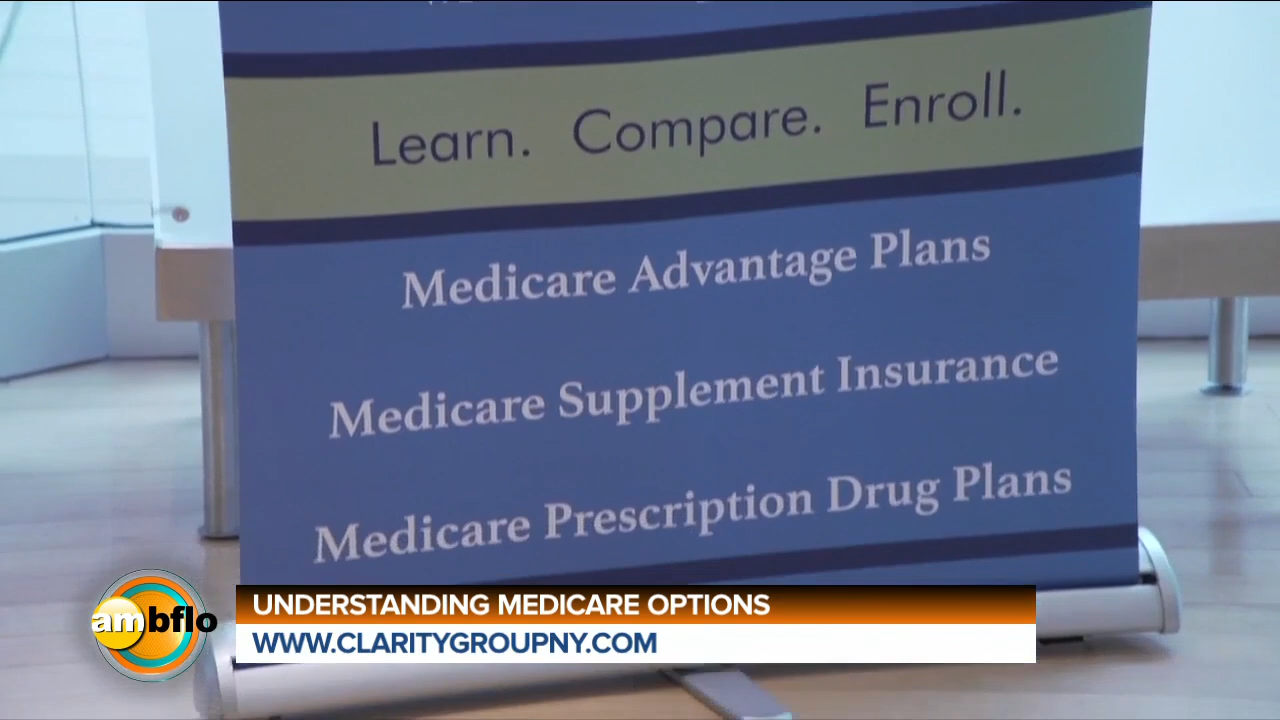 Learn. Compare. Enroll.
Medicare Advantage Plans
Medicare Supplement Insurance
Medicare Prescription Drug Plans
am bflo
UNDERSTANDING MEDICARE OPTIONS
WWW.CLARITYGROUPNY.COM